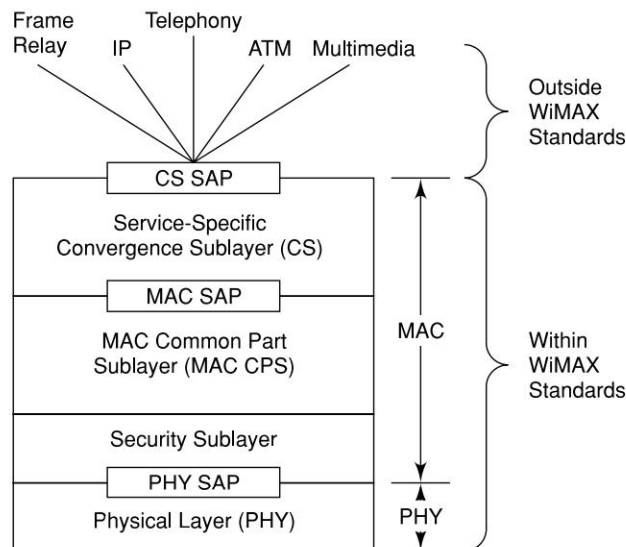 Frame
Relay
IP
Telephony
ATM
Multimedia
Outside
WiMAX
Standards
CS SAP
Service-Specific
Convergence Sublayer (CS)
MAC SAP
MAC Common Part
Sublayer (MAC CPS)
MAC
Within
WiMAX
Standards
Security Sublayer
PHY SAP
Physical Layer (PHY)
PHY